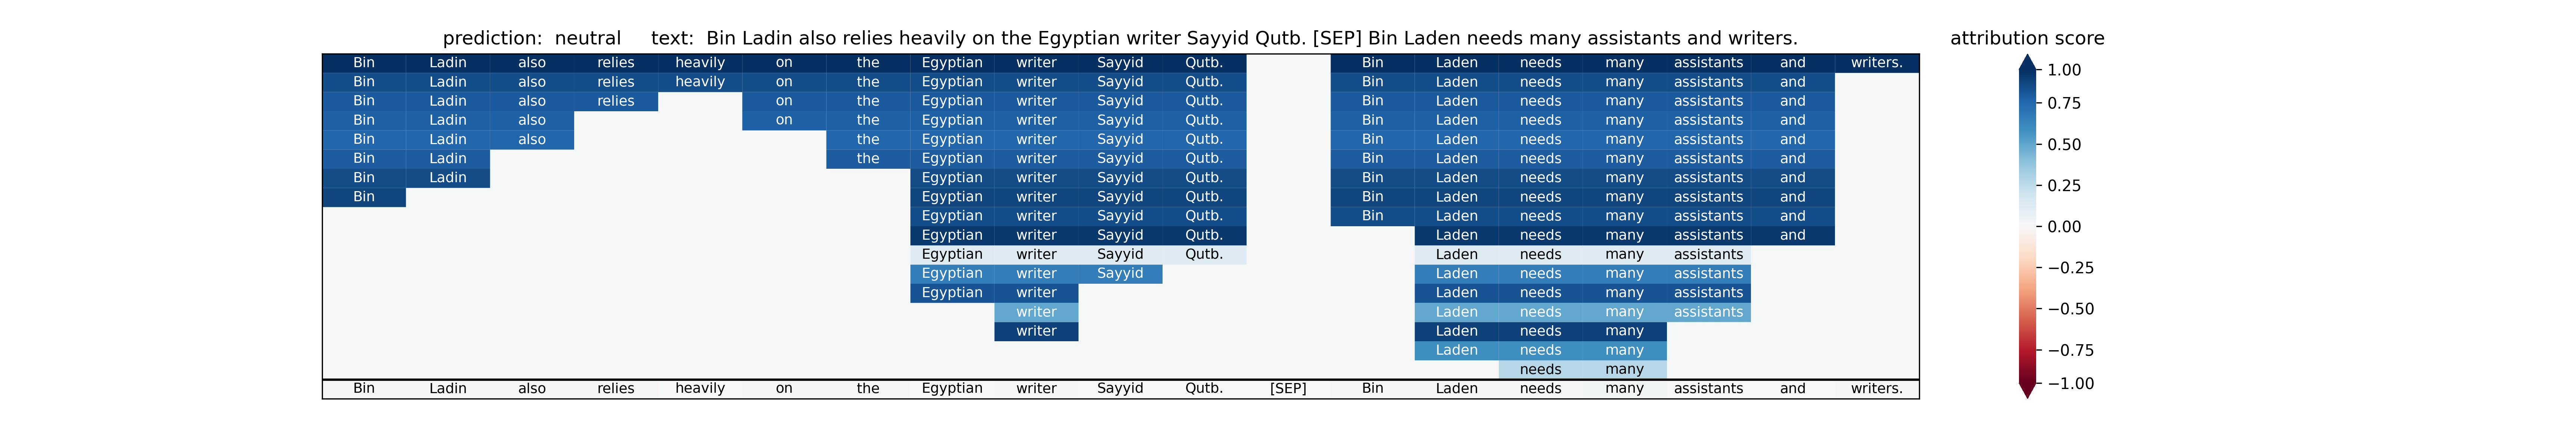 prediction: neutral text: Bin Ladin also relies heavily on the Egyptian writer Sayyid Qutb. [SEP] Bin Laden needs many assistants and writers. attribution score
Bin Ladin also relies heavily on the Egyptian writer Sayyid Qutb. Bin Laden needs many assistants and writers.
Bin Ladin also relies heavily on the Egyptian writer Sayyid Qutb. Bin Laden needs many assistants and
Bin Ladin also relies on the Egyptian writer Sayyid Qutb. Bin Laden needs many assistants and
Bin Ladin also on the Egyptian writer Sayyid Qutb. Bin Laden needs many assistants and
Bin Ladin also the Egyptian writer Sayyid Qutb. Bin Laden needs many assistants and
Bin Ladin the Egyptian writer Sayyid Qutb. Bin Laden needs many assistants and
Bin Ladin Egyptian writer Sayyid Qutb. Bin Laden needs many assistants and
Bin Egyptian writer Sayyid Qutb. Bin Laden needs many assistants and
Egyptian writer Sayyid Qutb. Bin Laden needs many assistants and
Egyptian writer Sayyid Qutb. Laden needs many assistants and
Egyptian writer Sayyid Qutb. Laden needs many assistants
Egyptian writer Sayyid Laden needs many assistants
Egyptian writer Laden needs many assistants
writer Laden needs many assistants
writer Laden needs many
Laden needs many
needs many
Bin Ladin also relies heavily on the Egyptian writer Sayyid Qutb. [SEP] Bin Laden needs many assistants and writers.
1.00
0.75
0.50
0.25
0.00
−0.25
−0.50
−0.75
−1.00